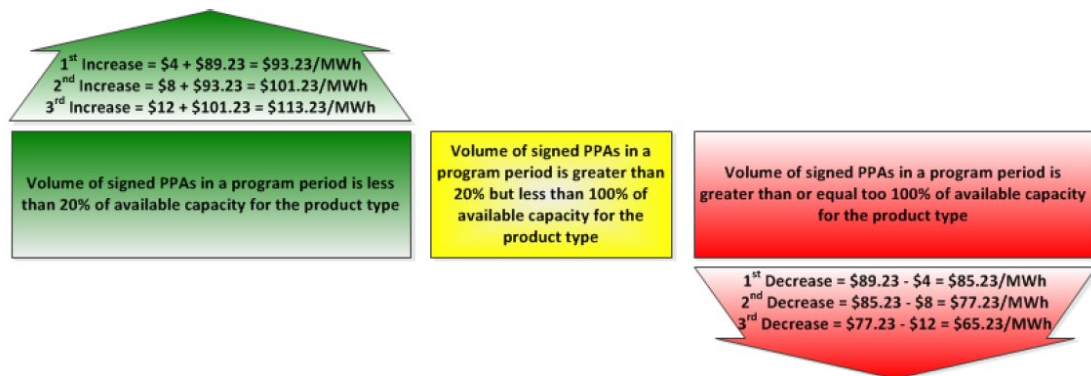 1st Increase = $4 + $89.23 = $93.23/MWh
2nd Increase = $8 + $93.23 = $101.23/MWh
3rd Increase = $12 + $101.23 = $113.23/MWh
Volume of signed PPAs in a program period is less
than 20% of available capacity for the product type
Volume of signed PPAs in a
program period is greater than
20% but less than 100% of
available capacity for the
product type
Volume of signed PPAs in a program period is
greater than or equal too 100% of available capacity
for the product type
1st Decrease = $89.23 - $4 = $85.23/MWh
2nd Decrease = $85.23 - $8 = $77.23/MWh
3rd Decrease = $77.23 - $12 = $65.23/MWh